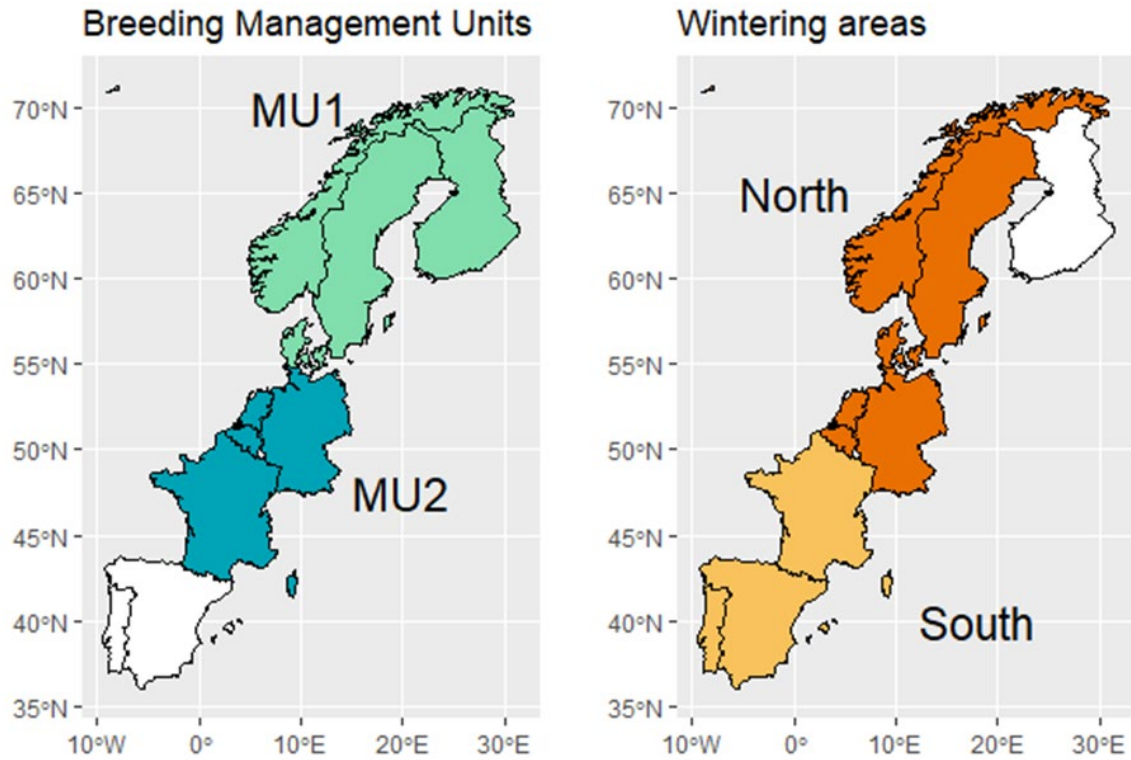 Breeding Management Units
MU1
MU2
70°N
65°N
60°N
55°N
50°N
45°N
40°N
35°N
10°W 0° 10°E 20°E 30°E
Wintering areas
North
South
70°N
65°N
60°N
55°N
50°N
45°N
40°N
35°N
10°W 0° 10°E 20°E 30°E